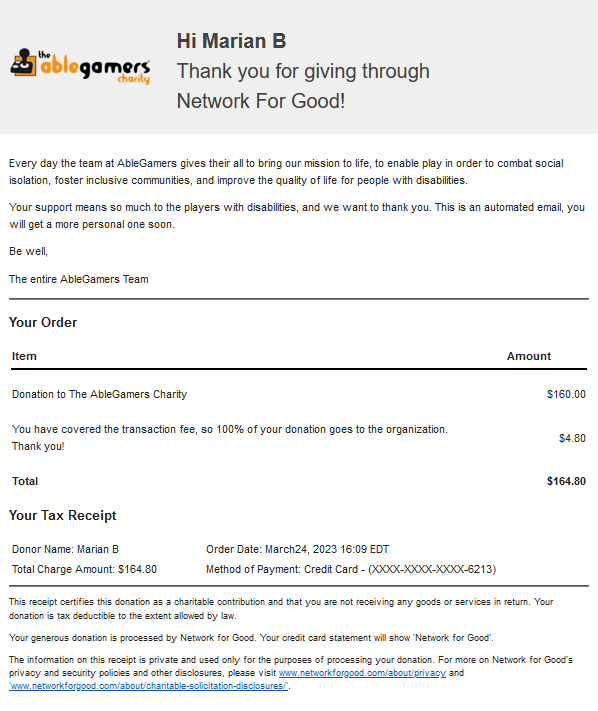 the
ablegamers
charity
Hi Marian B
Thank you for giving through
Network For Good!
Every day the team at AbleGamers gives their all to bring our mission to life, to enable play in order to combat social
isolation, foster inclusive communities, and improve the quality of life for people with disabilities.
Your support means so much to the players with disabilities, and we want to thank you. This is an automated email, you
will get a more personal one soon.
Be well,
The entire AbleGamers Team
Your Order
Item Amount
Donation to The AbleGamers Charity $160.00
You have covered the transaction fee, so 100% of your donation goes to the organization.
Thank you!
$4.80
Total $164.80
Your Tax Receipt
Donor Name: Marian B Order Date: March24, 2023 16:09 EDT
Total Charge Amount: $164.80 Method of Payment: Credit Card - (XXXX-XXXX-XXXX-6213)
This receipt certifies this donation as a charitable contribution and that you are not receiving any goods or services in return. Your
donation is tax deductible to the extent allowed by law.
Your generous donation is processed by Network for Good. Your credit card statement will show 'Network for Good'.
The information on this receipt is private and used only for the purposes of processing your donation. For more on Network for Good's
privacy and security policies and other disclosures, please visit www.networkforgood.com/about/privacy and
'www.networkforgood.com/about/charitable-solicitation-disclosures/'.